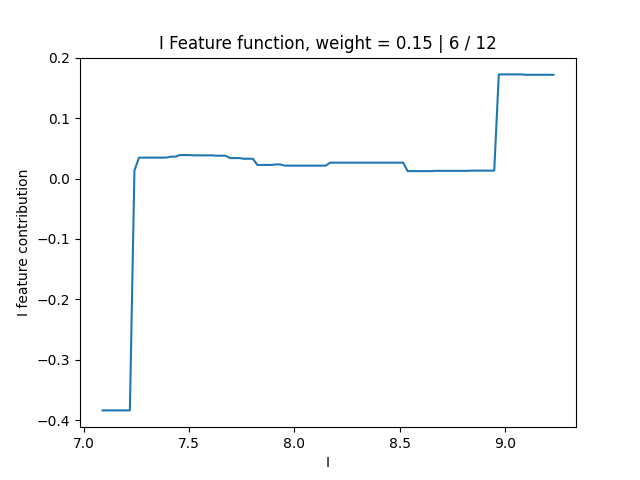 I Feature function, weight = 0.15 | 6 / 12
0.2
0.1
0.0
−0.1
−0.2
−0.3
−0.4
I feature contribution
7.0 7.5 8.0 8.5 9.0
I